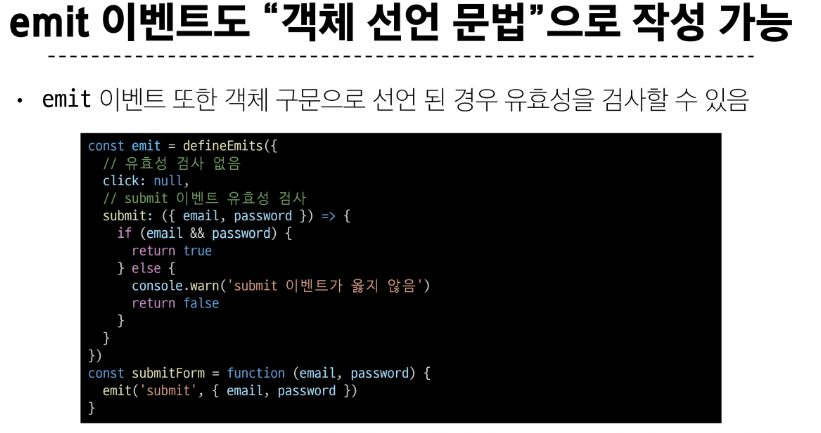 emit 이벤트도 “객체 선언 문법”으로 작성 가능
• emit 이벤트 또한 객체 구문으로 선언 된 경우 유효성을 검사할 수 있음
const emit = defineEmits({
  // 유효성 검사 없음
  click: null,
  // submit 이벤트 유효성 검사
  submit: ({ email, password }) => {
    if (email && password) {
      return true
    } else {
      console.warn('submit 이벤트가 옳지 않음')
      return false
    }
  }
})
const submitForm = function (email, password) {
  emit('submit', { email, password })
}